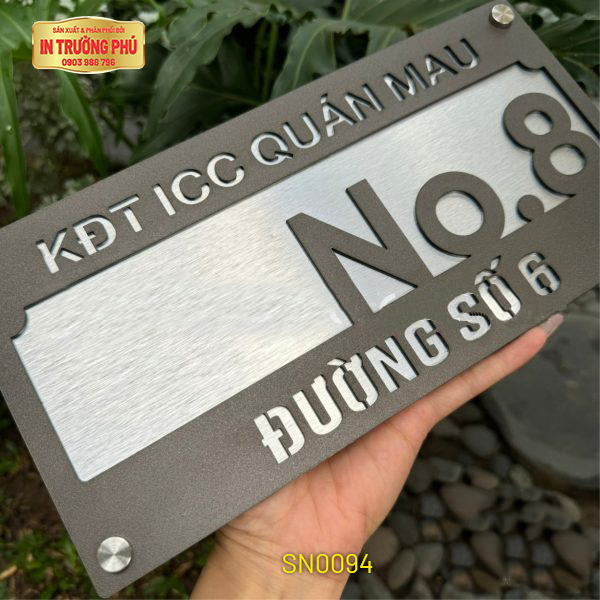 SẢN XUẤT & PHÂN PHỐI BỞI
IN TRƯỜNG PHÚ
0903 988 796
KĐT ICC QUÁN MAU
No.8
ĐƯỜNG SỐ 6
SN0094